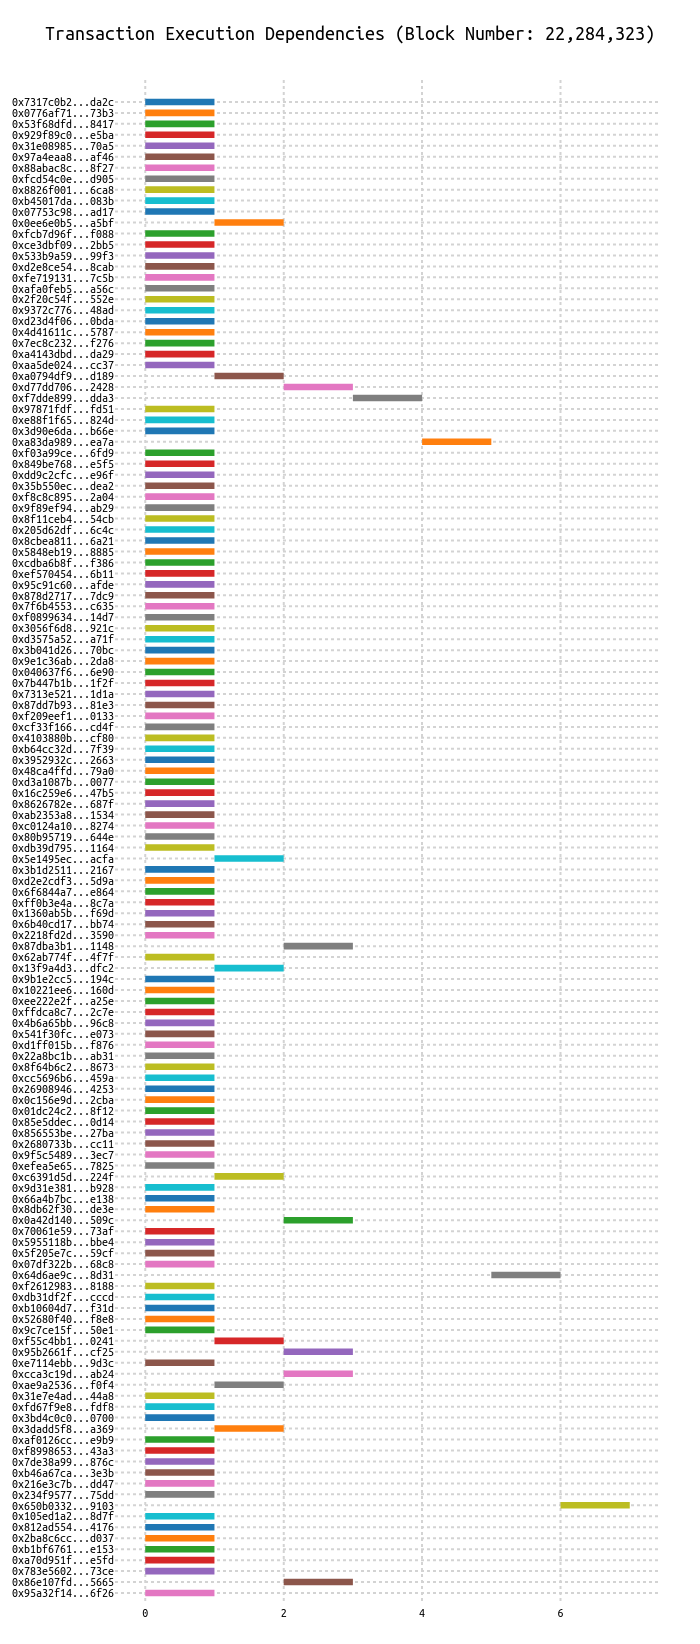 Transaction Execution Dependencies (Block Number: 22,284,323)
0x7317c0b2...da2c
0x0776af71...73b3
0x53f68dfd...8417
0x929f89c0...e5ba
0x31e08985...70a5
0x97a4eaa8...af46
0x88abac8c...8f27
0xfcd54c0e...d905
0x8826f001...6ca8
0xb45017da...083b
0x07753c98...ad17
0x0ee6e0b5...a5bf
0xfcb7d96f...f088
0xce3dbf09...2bb5
0x533b9a59...99f3
0xd2e8ce54...8cab
0xfe719131...7c5b
0xafa0feb5...a56c
0x2f20c54f...552e
0x9372c776...48ad
0xd23d4f06...0bda
0x4d41611c...5787
0x7ec8c232...f276
0xa4143dbd...da29
0xaa5de024...cc37
0xa0794df9...d189
0xd77dd706...2428
0xf7dde899...dda3
0x97871fdf...fd51
0xe88f1f65...824d
0x3d90e6da...b66e
0xa83da989...ea7a
0xf03a99ce...6fd9
0x849be768...e5f5
0xdd9c2cfc...e96f
0x35b550ec...dea2
0xf8c8c895...2a04
0x9f89ef94...ab29
0x8f11ceb4...54cb
0x205d62df...6c4c
0x8cbea811...6a21
0x5848eb19...8885
0xcdba6b8f...f386
0xef570454...6b11
0x95c91c60...afde
0x878d2717...7dc9
0x7f6b4553...c635
0xf0899634...14d7
0x3056f6d8...921c
0xd3575a52...a71f
0x3b041d26...70bc
0x9e1c36ab...2da8
0x040637f6...6e90
0x7b447b1b...1f2f
0x7313e521...1d1a
0x87dd7b93...81e3
0xf209eef1...0133
0xcf33f166...cd4f
0x4103880b...cf80
0xb64cc32d...7f39
0x3952932c...2663
0x48ca4ffd...79a0
0xd3a1087b...0077
0x16c259e6...47b5
0x8626782e...687f
0xab2353a8...1534
0xc0124a10...8274
0x80b95719...644e
0xdb39d795...1164
0x5e1495ec...acfa
0x3b1d2511...2167
0xd2e2cdf3...5d9a
0x6f6844a7...e864
0xff0b3e4a...8c7a
0x1360ab5b...f69d
0x6b40cd17...bb74
0x2218fd2d...3590
0x87dba3b1...1148
0x62ab774f...4f7f
0x13f9a4d3...dfc2
0x9b1e2cc5...194c
0x10221ee6...160d
0xee222e2f...a25e
0xffdca8c7...2c7e
0x4b6a65bb...96c8
0x541f30fc...e073
0xd1ff015b...f876
0x22a8bc1b...ab31
0x8f64b6c2...8673
0xcc5696b6...459a
0x26908946...4253
0x0c156e9d...2cba
0x01dc24c2...8f12
0x85e5ddec...0d14
0x856553be...27ba
0x2680733b...cc11
0x9f5c5489...3ec7
0xefea5e65...7825
0xc6391d5d...224f
0x9d31e381...b928
0x66a4b7bc...e138
0x8db62f30...de3e
0x0a42d140...509c
0x70061e59...73af
0x5955118b...bbe4
0x5f205e7c...59cf
0x07df322b...68c8
0x64d6ae9c...8d31
0xf2612983...8188
0xdb31df2f...cccd
0xb10604d7...f31d
0x52680f40...f8e8
0x9c7ce15f...50e1
0xf55c4bb1...0241
0x95b2661f...cf25
0xe7114ebb...9d3c
0xcca3c19d...ab24
0xae9a2536...f0f4
0x31e7e4ad...44a8
0xfd67f9e8...fdf8
0x3bd4c0c0...0700
0x3dadd5f8...a369
0xaf0126cc...e9b9
0xf8998653...43a3
0x7de38a99...876c
0xb46a67ca...3e3b
0x216e3c7b...dd47
0x234f9577...75dd
0x650b0332...9103
0x105ed1a2...8d7f
0x812ad554...4176
0x2ba8c6cc...d037
0xb1bf6761...e153
0xa70d951f...e5fd
0x783e5602...73ce
0x86e107fd...5665
0x95a32f14...6f26
0 2 4 6